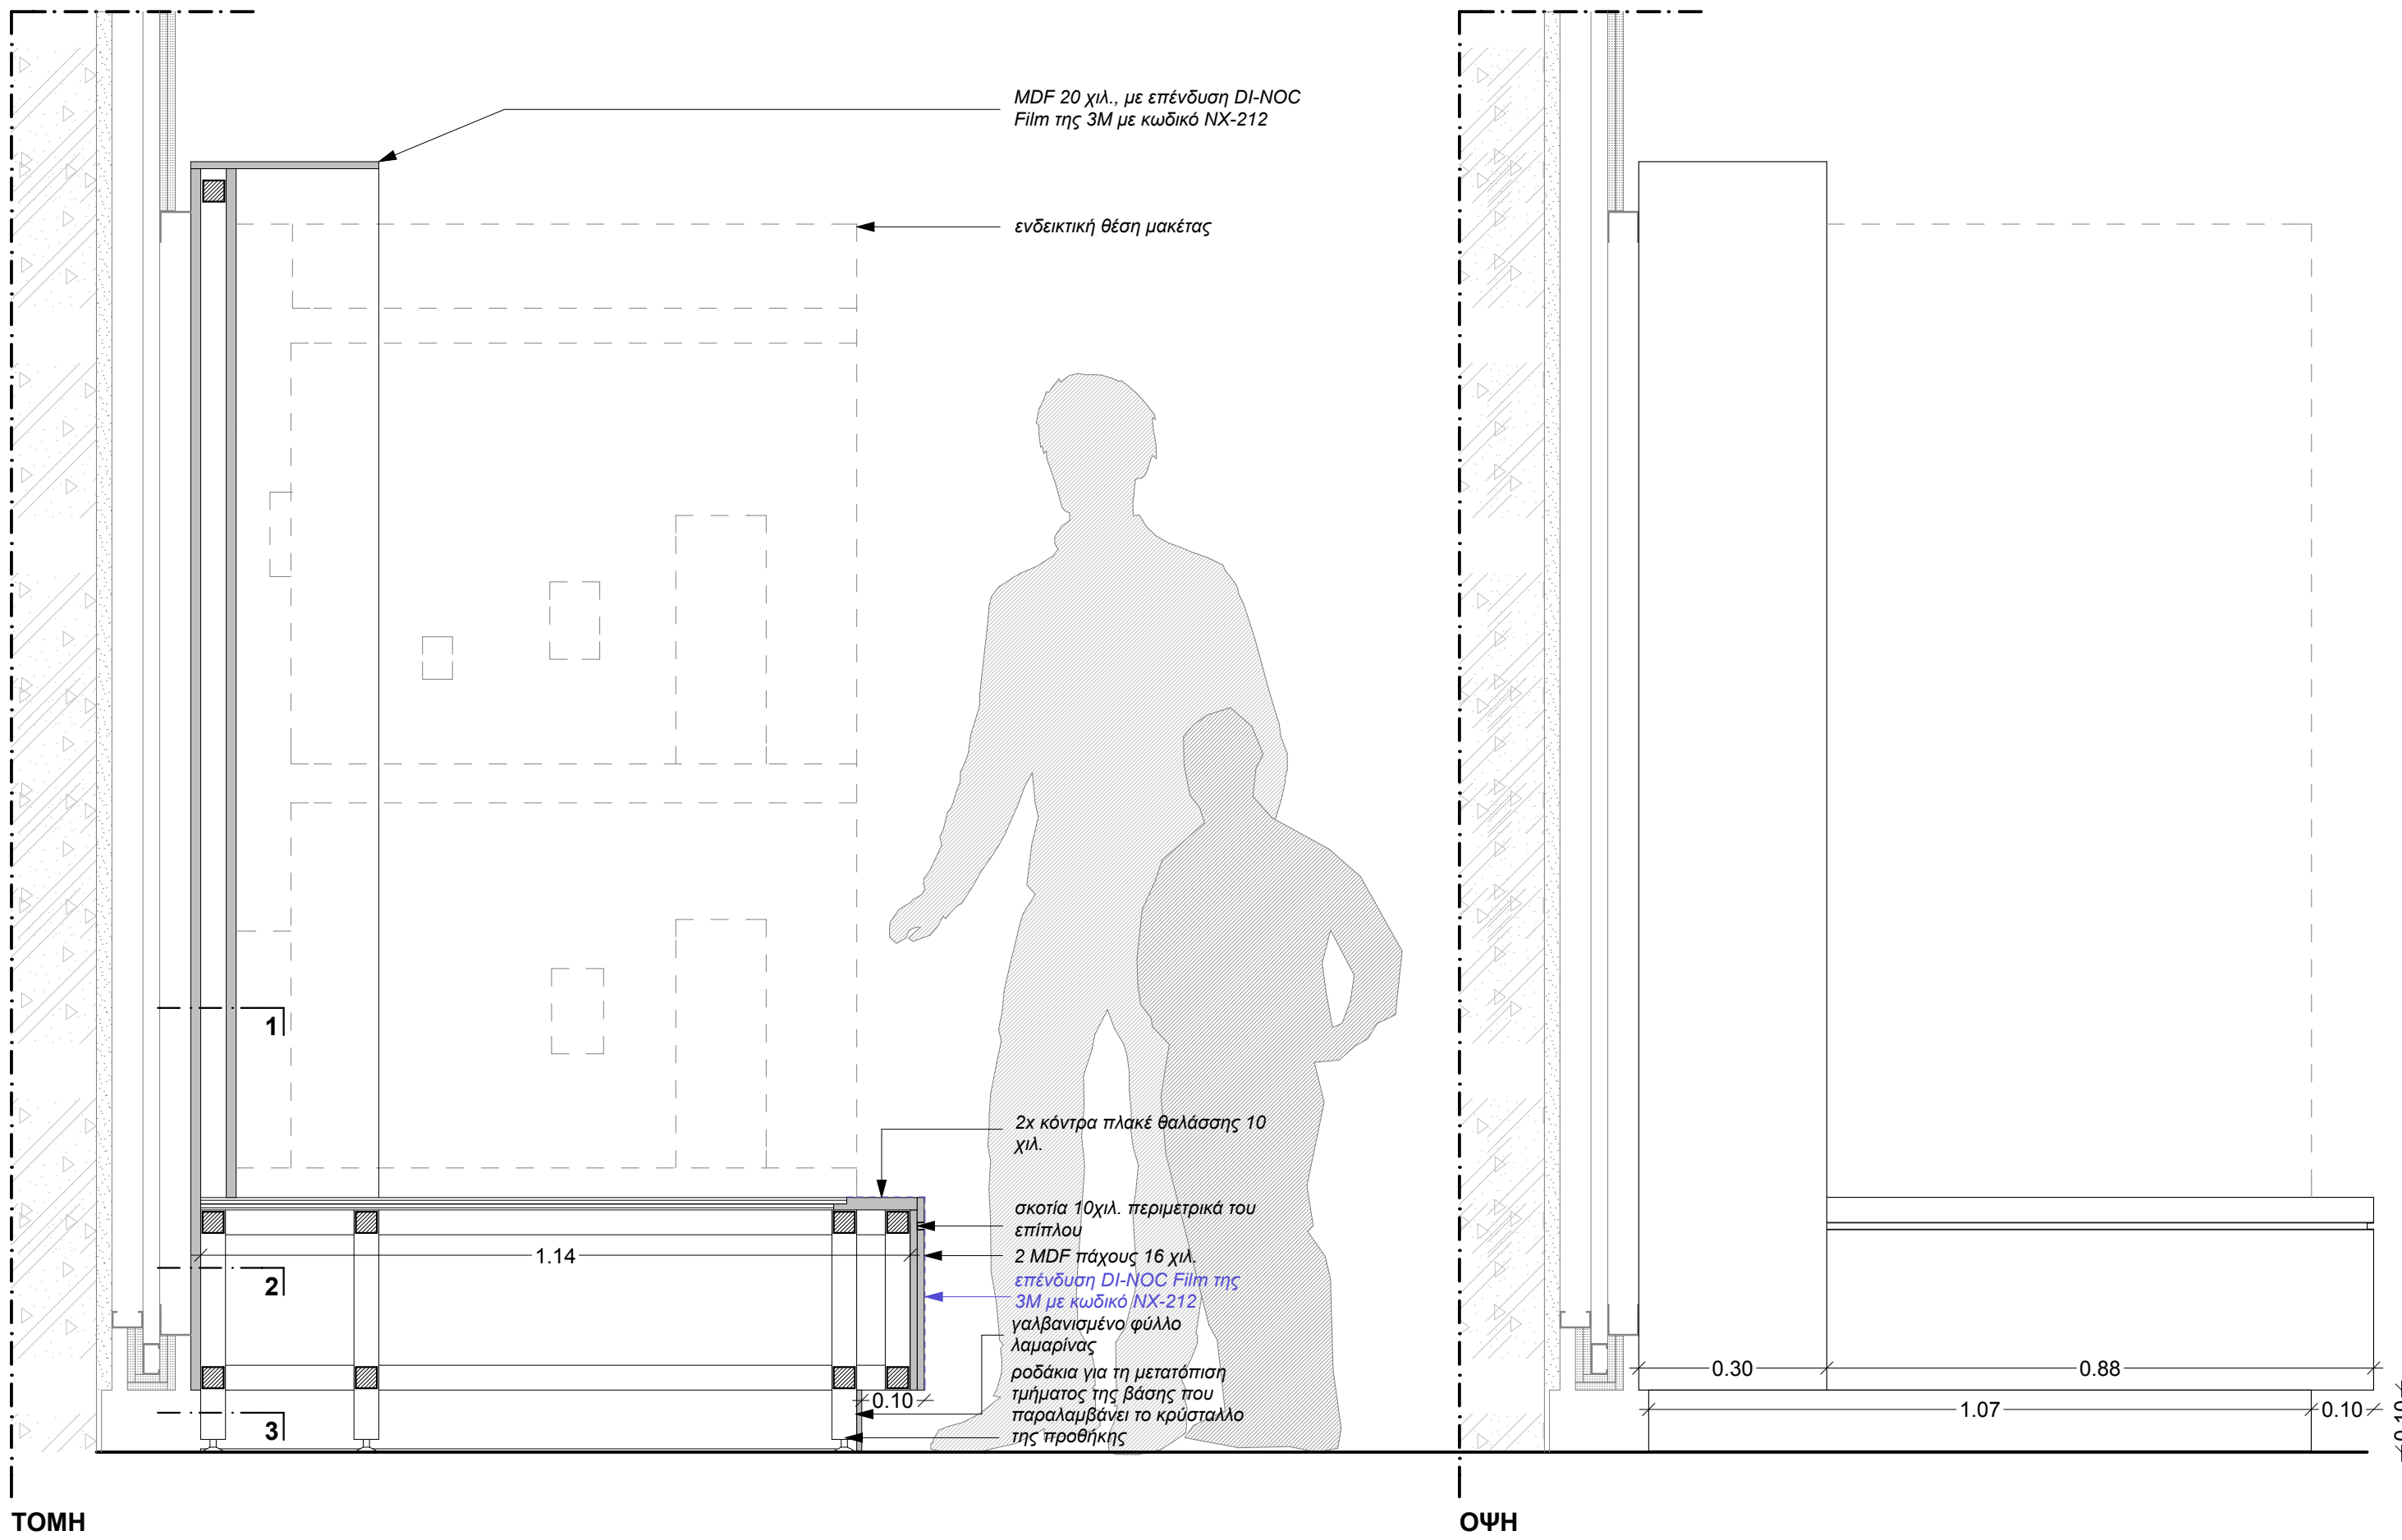 MDF 20 χιλ., με επένδυση DI-NOC
Film της 3M με κωδικό NX-212
ενδεικτική θέση μακέτας
1
2x κόντρα πλακέ θαλάσσης 10
χιλ.
σκοτία 10χιλ. περιμετρικά του
επίπλου
1.14
2 MDF πάχους 16 χιλ.
2
επένδυση DI-NOC Film της
3M με κωδικό NX-212
γαλβανισμένο φύλλο
λαμαρίνας
ροδάκια για τη μετατόπιση
τμήματος της βάσης που
παραλαμβάνει το κρύσταλλο
της προθήκης
0.10
3
0.30
0.88
1.07
0.10
0.10
ΤΟΜΗ
ΟΨΗ